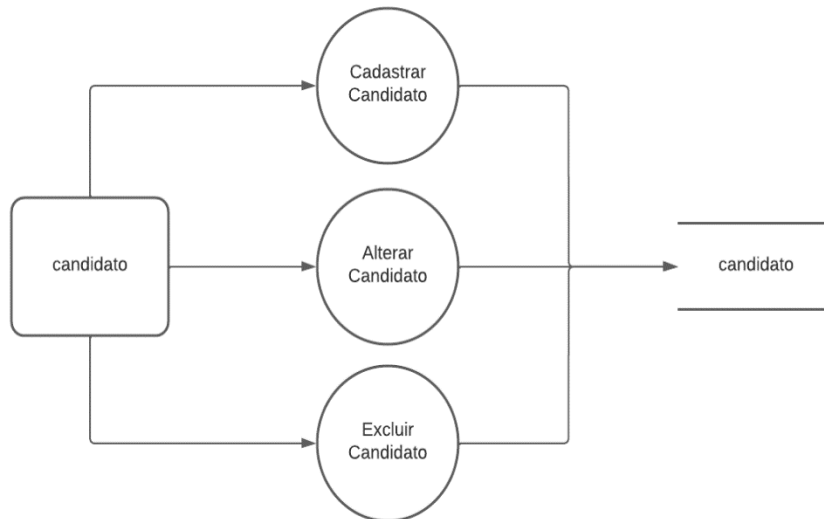 Cadastrar
Candidato
candidato
Alterar
Candidato
candidato
Excluir
Candidato